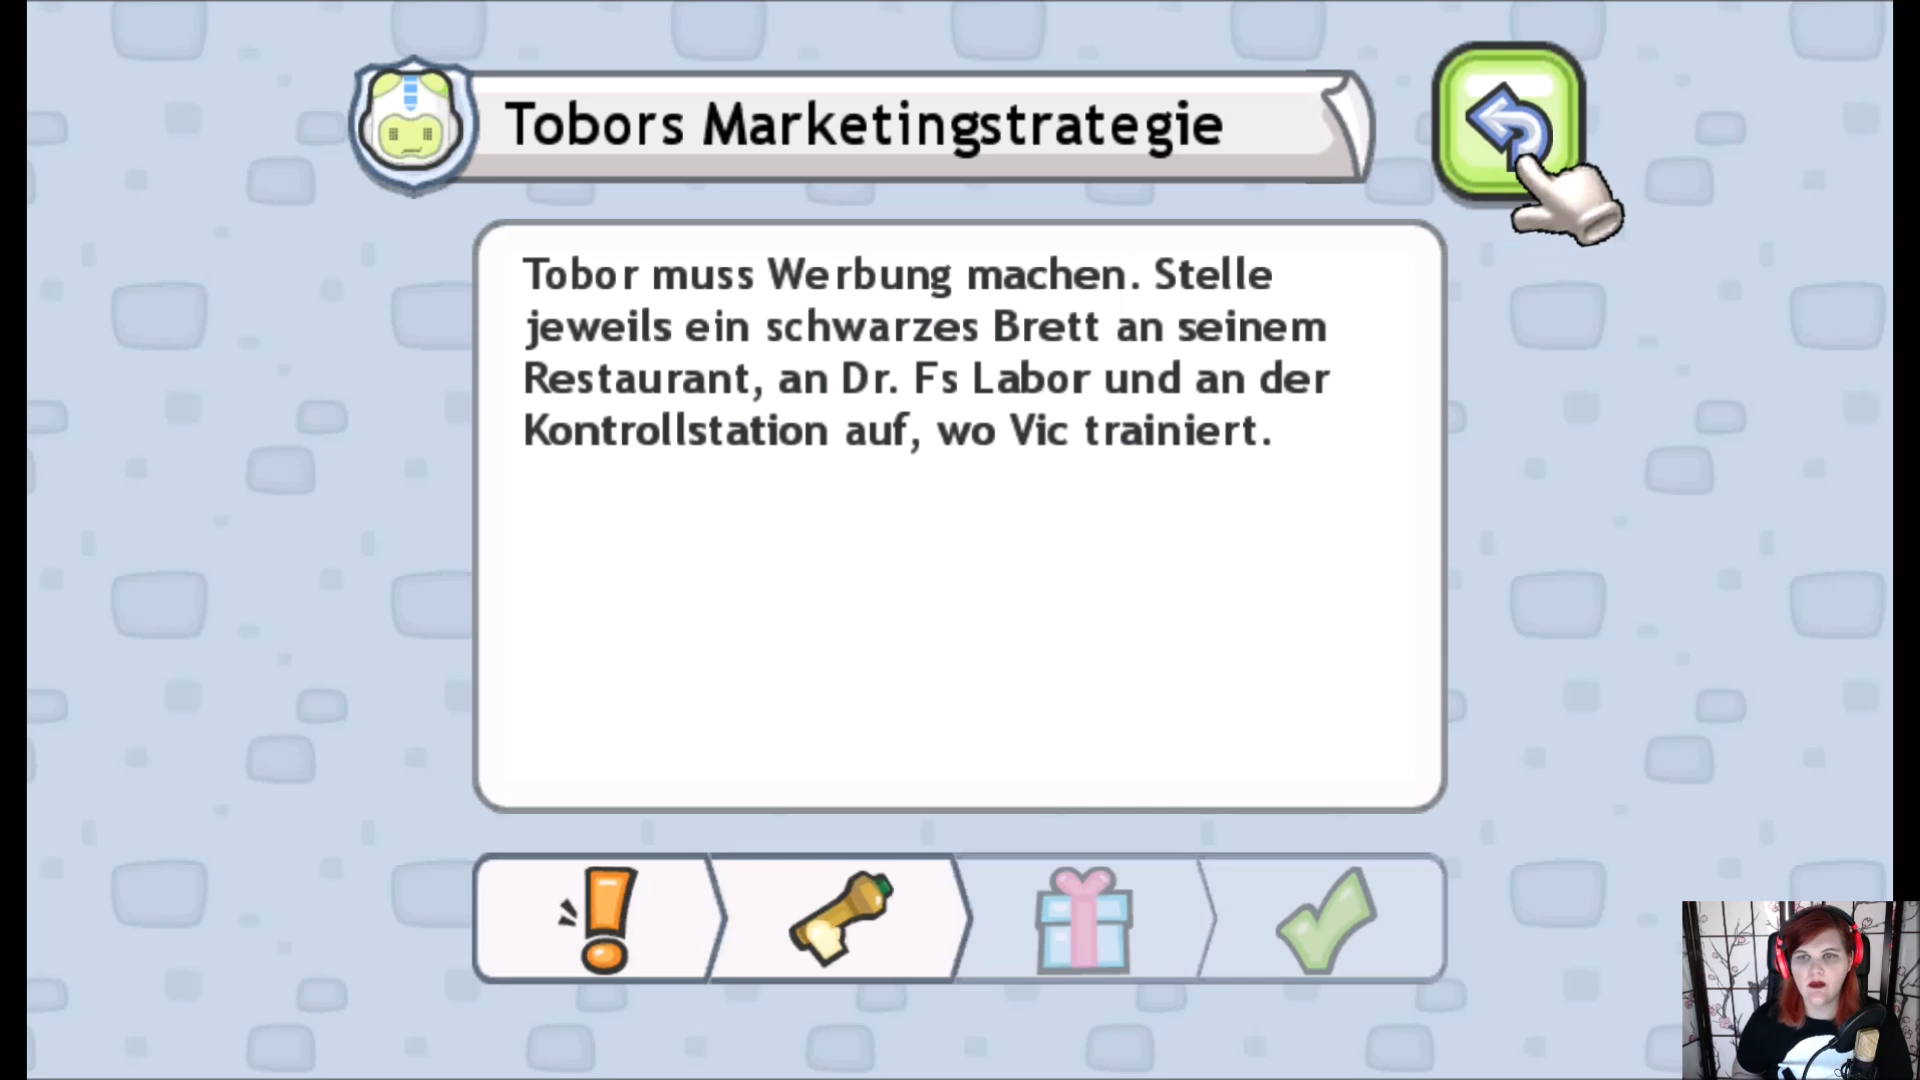 Tobors Marketingstrategie
Tobor muss Werbung machen. Stelle
jeweils ein schwarzes Brett an seinem
Restaurant, an Dr. Fs Labor und an der
Kontrollstation auf, wo Vic trainiert.